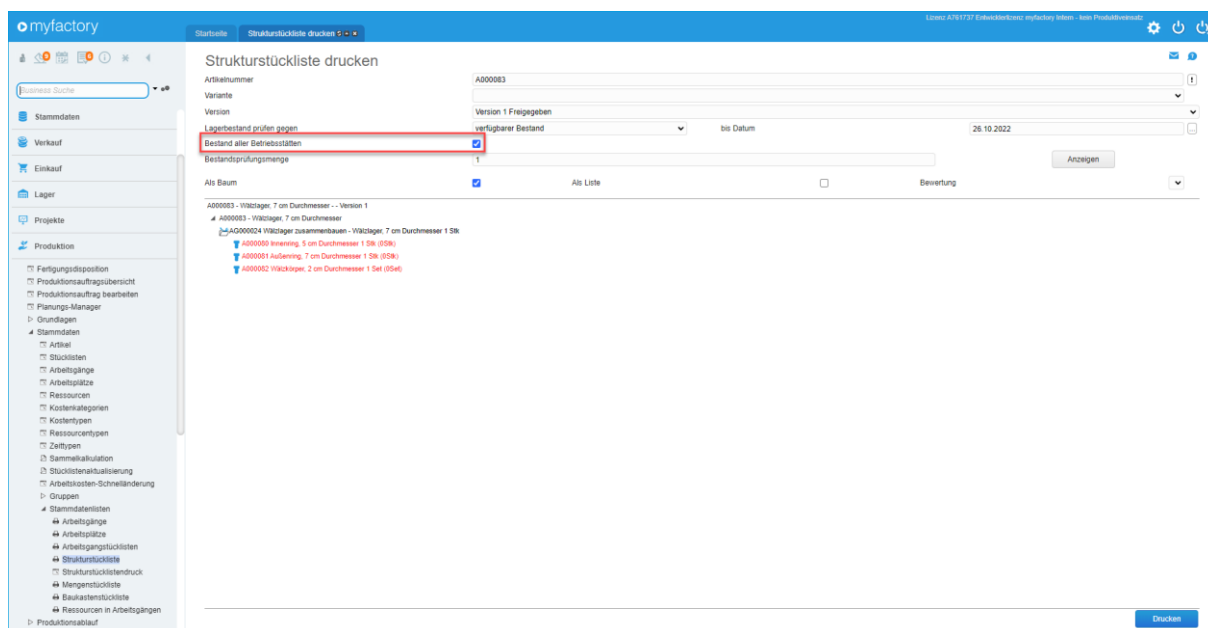 myfactory
Lizenz A761737 Entwicklerlizenz myfactory Intern - kein Produktiveinsatz
Startseite
Strukturstückliste drucken
Business Suche
Stammdaten
Verkauf
Einkauf
Lager
Projekte
Produktion
Fertigungsdisposition
Produktionsauftragsübersicht
Produktionsauftrag bearbeiten
Planungs-Manager
Grundlagen
Stammdaten
Artikel
Stücklisten
Arbeitsgänge
Arbeitsplätze
Ressourcen
Kostenkategorien
Kostentypen
Ressourcentypen
Zeittypen
Sammelkalkulation
Stücklistenaktualisierung
Arbeitskosten-Schnelländerung
Gruppen
Stammdatenlisten
Arbeitsgänge
Arbeitsplätze
Arbeitsgangstücklisten
Strukturstückliste
Strukturstücklistendruck
Mengenstückliste
Baukastenstückliste
Ressourcen in Arbeitsgängen
Produktionsablauf
Strukturstückliste drucken
Artikelnummer A000083
Variante
Version Version 1 Freigegeben
Lagerbestand prüfen gegen verfügbarer Bestand bis Datum 26.10.2022
Bestand aller Betriebsstätten
Bestandsprüfungsmenge 1 Anzeigen
Als Baum Als Liste Bewertung
A000083 - Wälzlager, 7 cm Durchmesser - - Version 1
A000083 - Wälzlager, 7 cm Durchmesser
AG000024 Wälzlager zusammenbauen - Wälzlager, 7 cm Durchmesser 1 Stk
A000080 Innenring, 5 cm Durchmesser 1 Stk (0Stk)
A000081 Außenring, 7 cm Durchmesser 1 Stk (0Stk)
A000082 Wälzkörper, 2 cm Durchmesser 1 Set (0Set)
Drucken